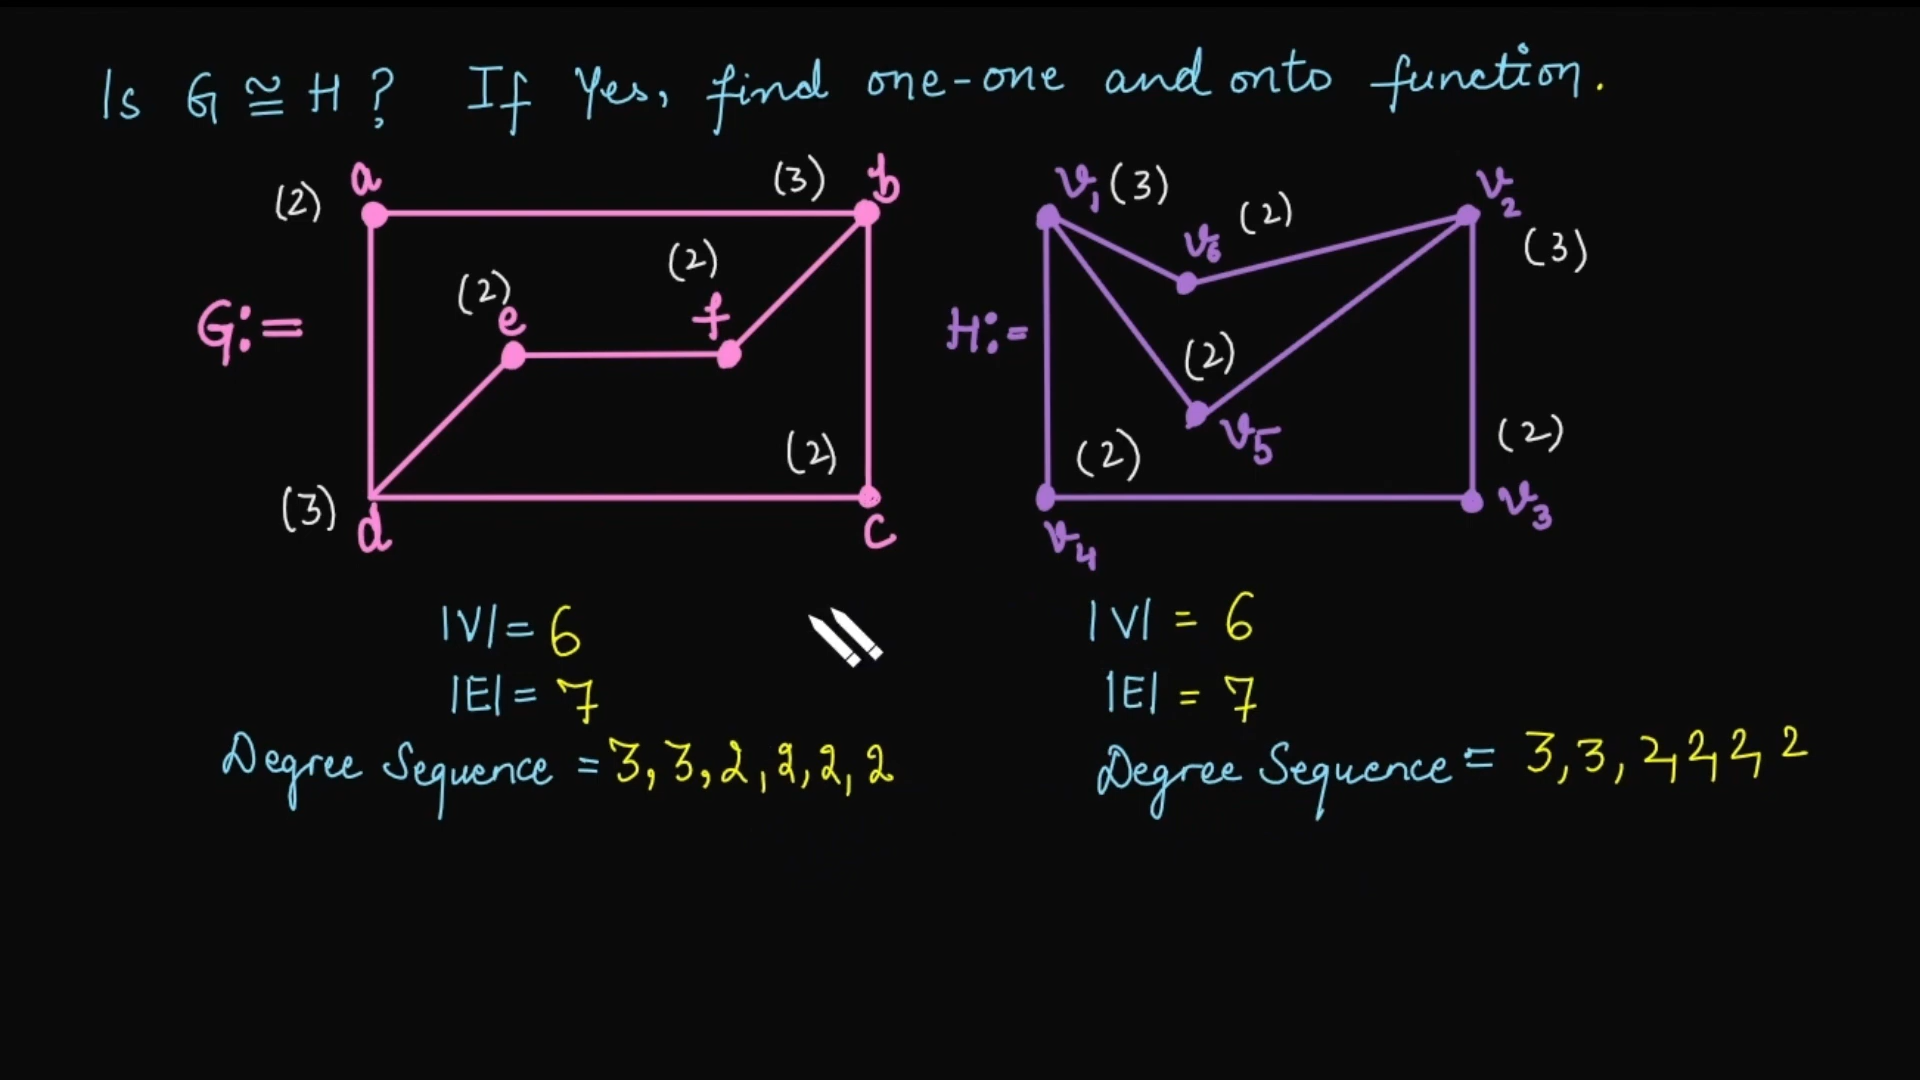 Is G ≅ H ? If Yes, find one-one and onto function.
(2) a (3) b
(2) e (2) f
G:=
(3) d (2) c
v₁ (3) v₆ (2) v₂ (3)
H:=
(2) v₅
(2) v₄ (2) v₃
|V| = 6
|E| = 7
Degree Sequence = 3, 3, 2, 2, 2, 2
|V| = 6
|E| = 7
Degree Sequence = 3, 3, 2, 2, 2, 2